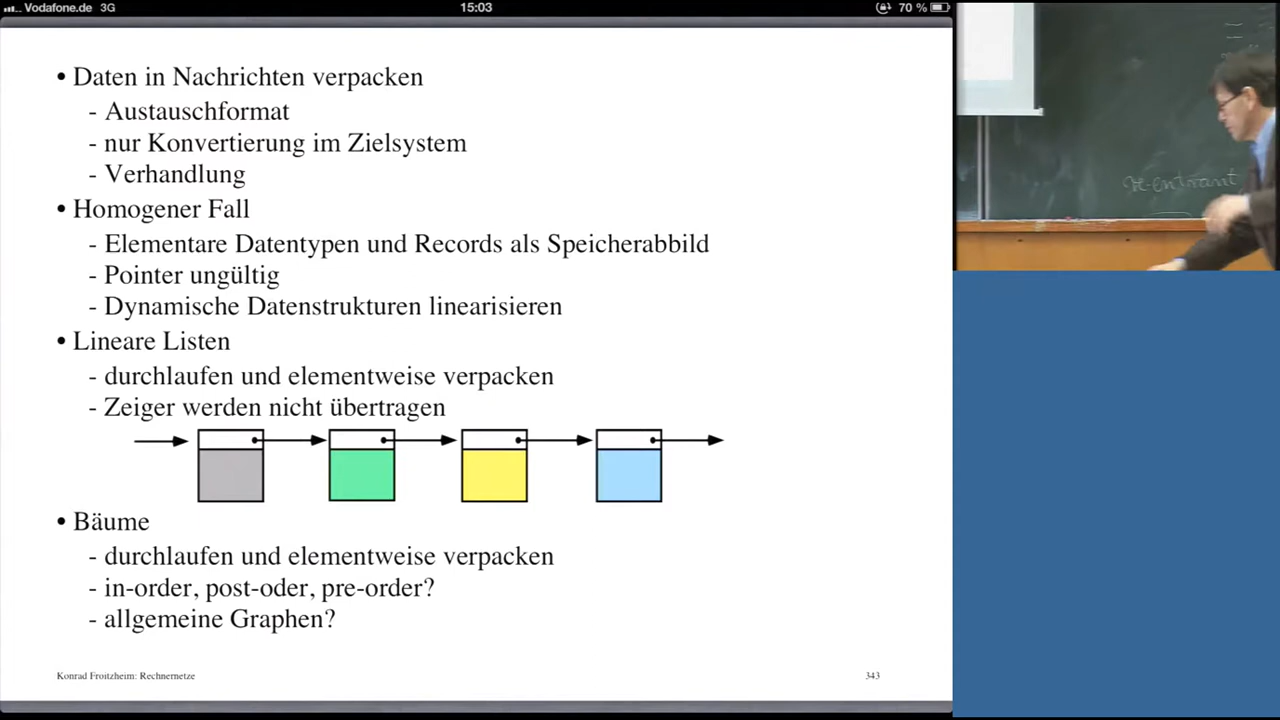 Vodafone.de 3G 15:03 70 %
• Daten in Nachrichten verpacken
- Austauschformat
- nur Konvertierung im Zielsystem
- Verhandlung
• Homogener Fall
- Elementare Datentypen und Records als Speicherabbild
- Pointer ungültig
- Dynamische Datenstrukturen linearisieren
• Lineare Listen
- durchlaufen und elementweise verpacken
- Zeiger werden nicht übertragen
• Bäume
- durchlaufen und elementweise verpacken
- in-order, post-oder, pre-order?
- allgemeine Graphen?
Konrad Froitzheim: Rechnernetze 343